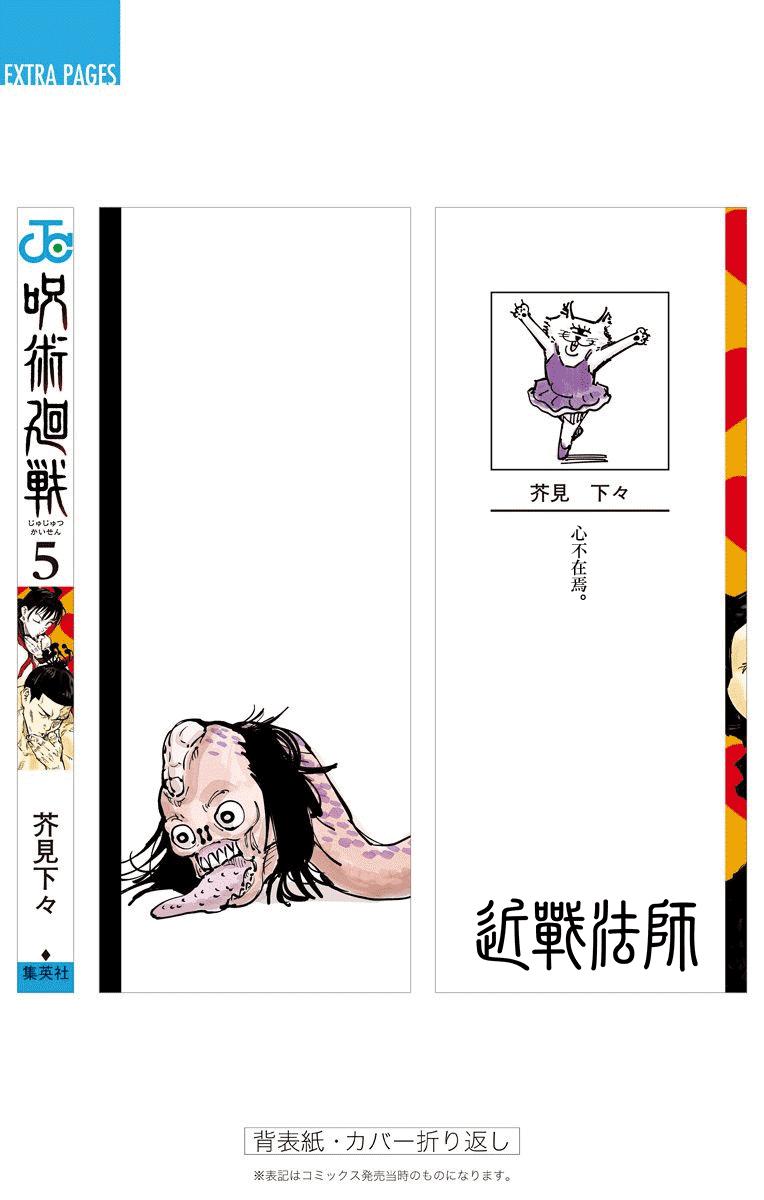 EXTRA PAGES
JC
呪術廻戦
じゅじゅつ
かいせん
5
芥見下々
集英社
芥見　下々
心不在焉。
近戰法師
背表紙・カバー折り返し
※表記はコミックス発売当時のものになります。